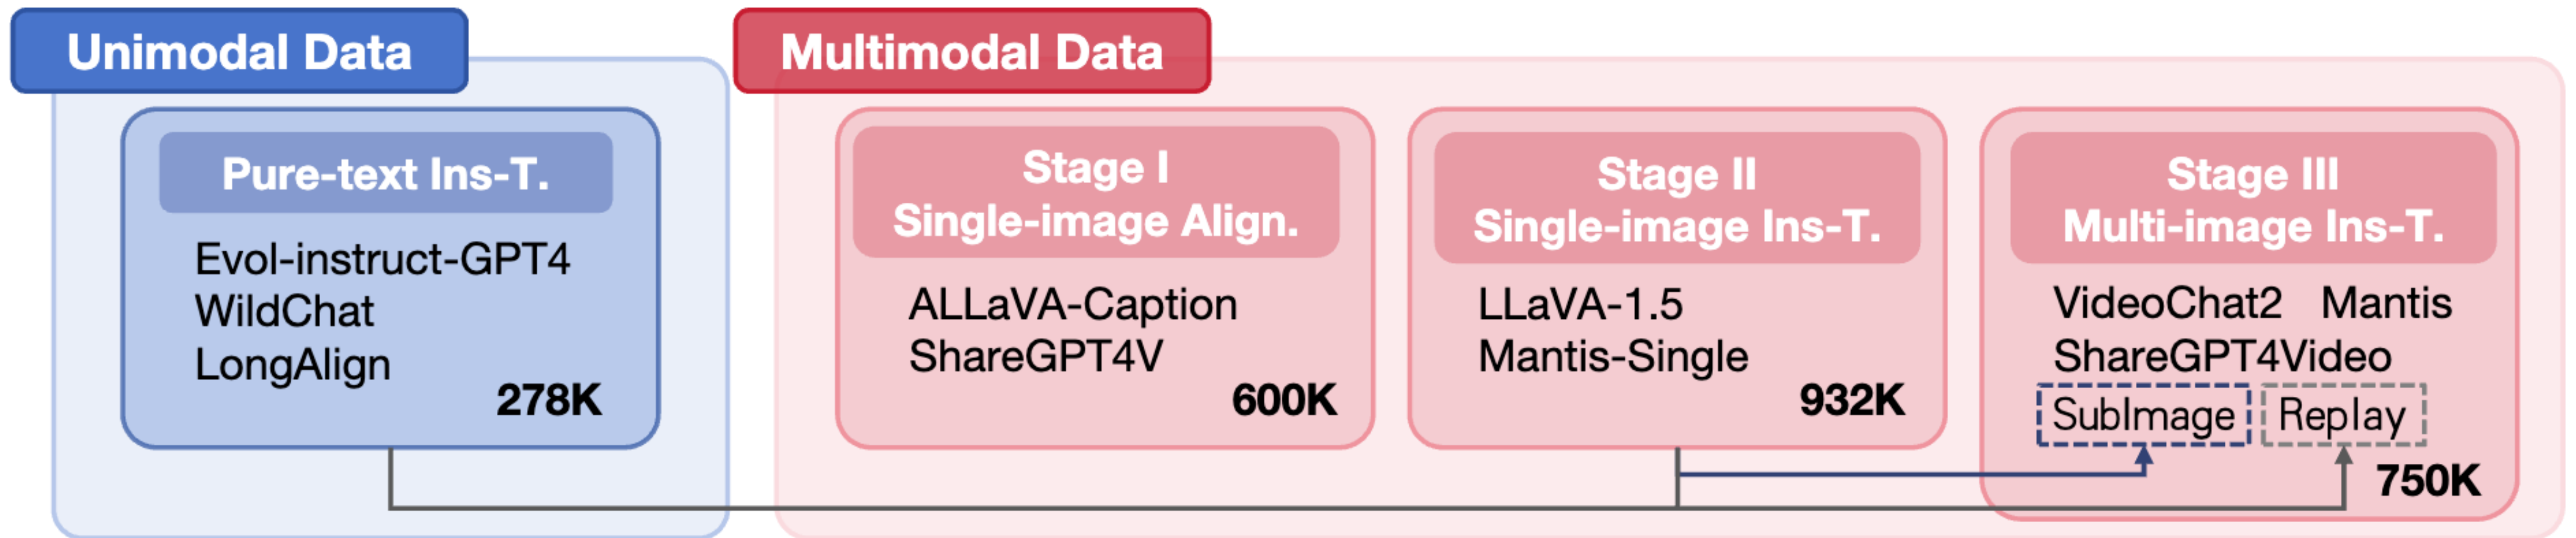 Unimodal Data
Pure-text Ins-T.
Evol-instruct-GPT4
WildChat
LongAlign
278K
Multimodal Data
Stage I
Single-image Align.
ALLaVA-Caption
ShareGPT4V
600K
Stage II
Single-image Ins-T.
LLaVA-1.5
Mantis-Single
932K
Stage III
Multi-image Ins-T.
VideoChat2 Mantis
ShareGPT4Video
SubImage Replay
750K